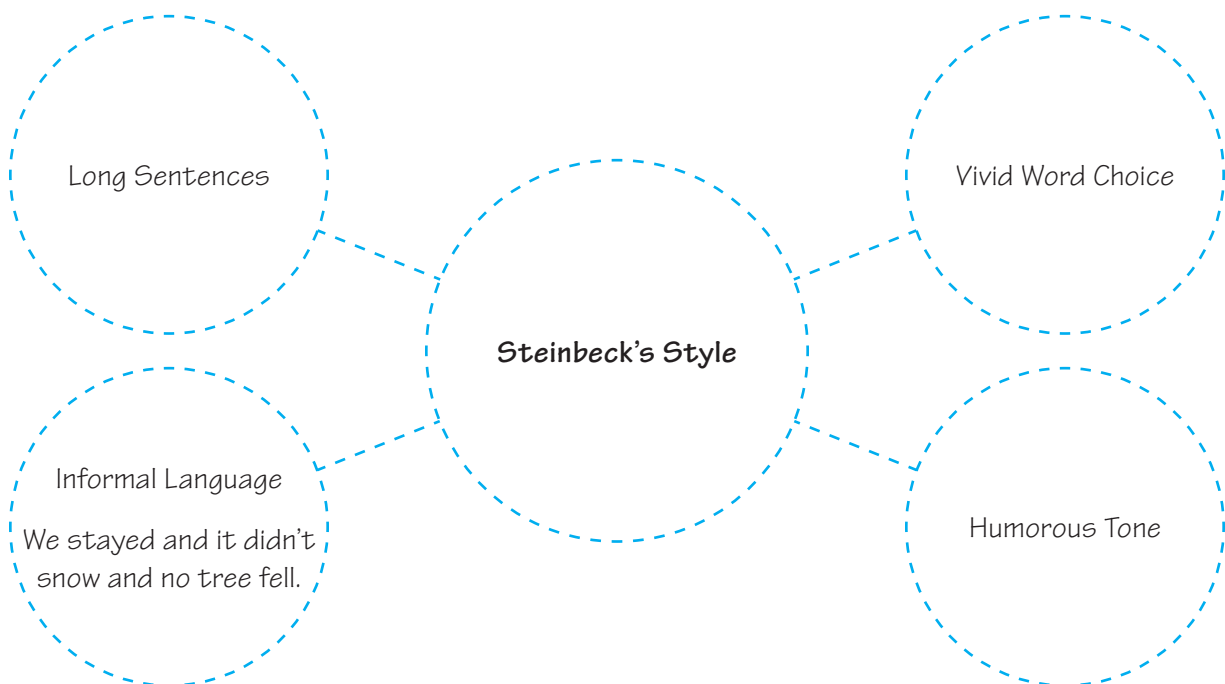 Long Sentences
Vivid Word Choice
Steinbeck's Style
Informal Language
We stayed and it didn't
snow and no tree fell.
Humorous Tone